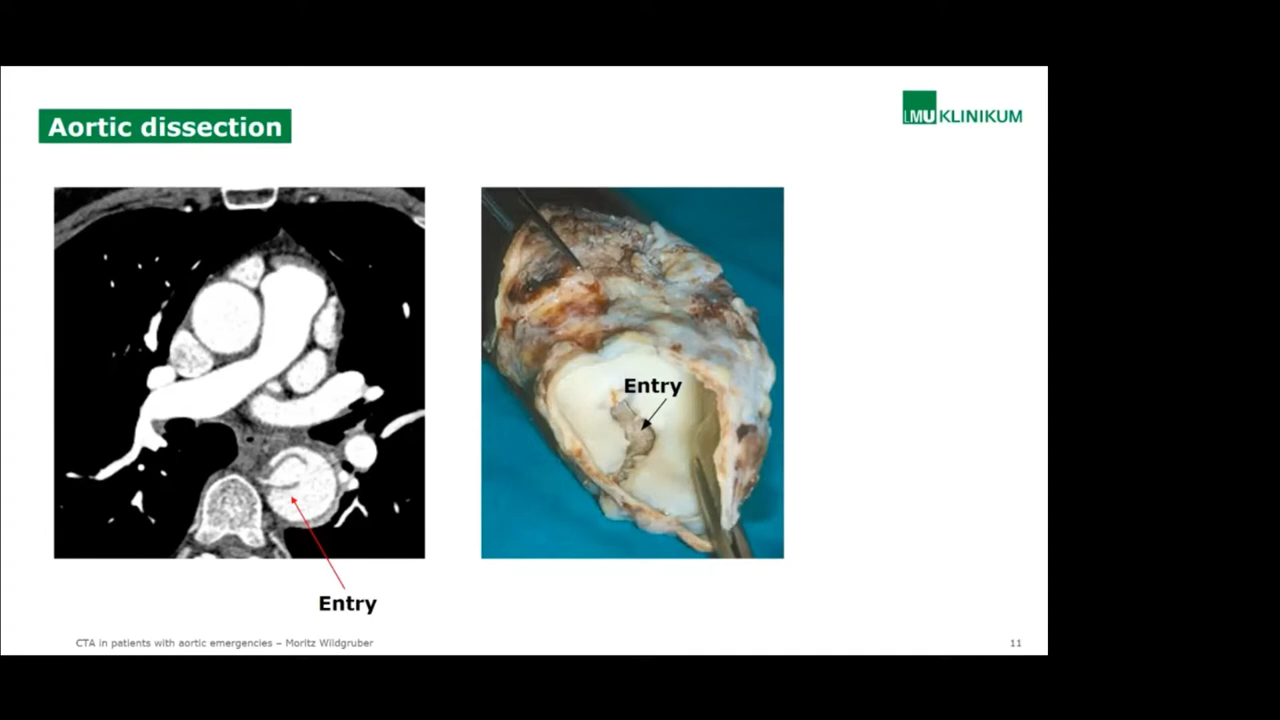 LMU KLINIKUM
Aortic dissection
Entry
Entry
CTA in patients with aortic emergencies – Moritz Wildgruber
11